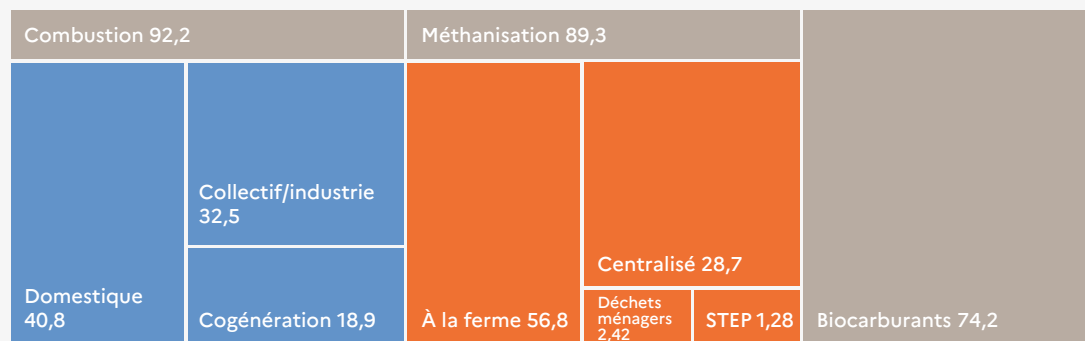 Combustion 92,2
Domestique
40,8
Collectif/industrie
32,5
Cogénération 18,9
Méthanisation 89,3
À la ferme 56,8
Centralisé 28,7
Déchets
ménagers
2,42
STEP 1,28
Biocarburants 74,2